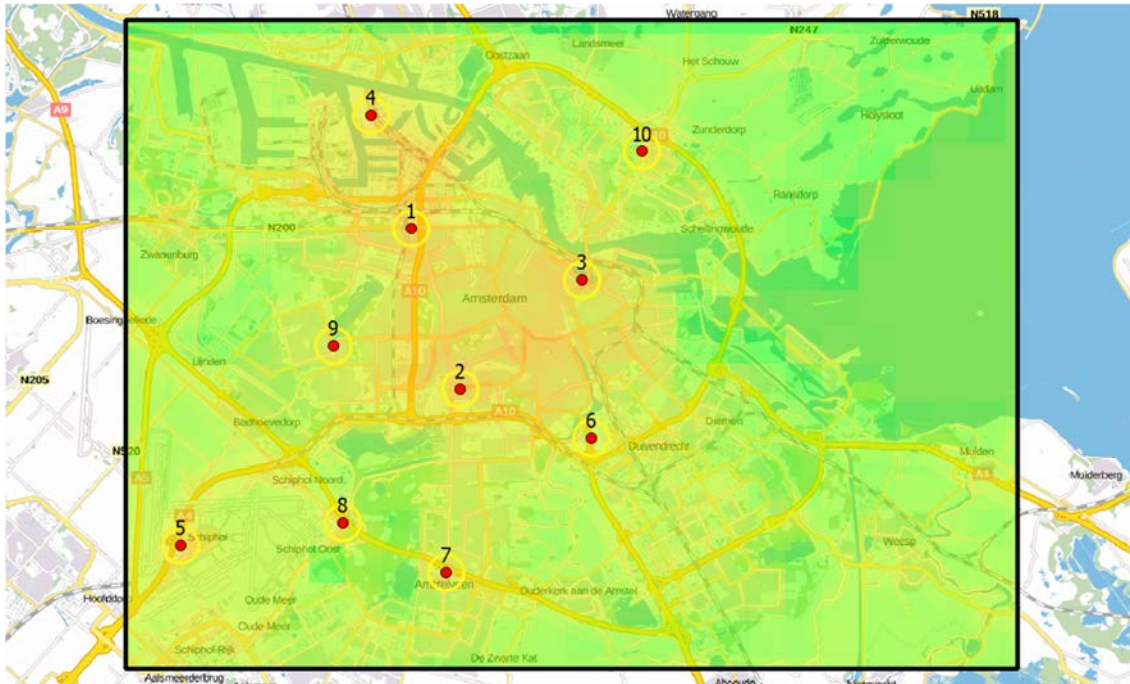 Watergang
N518
N247
Oostzaan
Landsmeer
Zuiderwoude
Het Schouw
Uitdam
A9
4
Holysloot
10
Zunderdorp
Ransdorp
1
N200
Schellingwoude
Zwanenburg
3
A10
Amsterdam
Boesingheliede
9
Lijnden
2
N205
A10
Badhoevedorp
6
Diemen
Duivendrecht
N520
Muiden
A5
A1
Muiderberg
Schiphol Noord
8
A4
5
Schiphol
Schiphol Oost
Weesp
7
Amstelveen
Ouderkerk aan de Amstel
Hoofddorp
Oude Meer
Oude Meer
Schiphol-Rijk
De Zwarte Kat
Aalsmeerderbrug
Abcoude